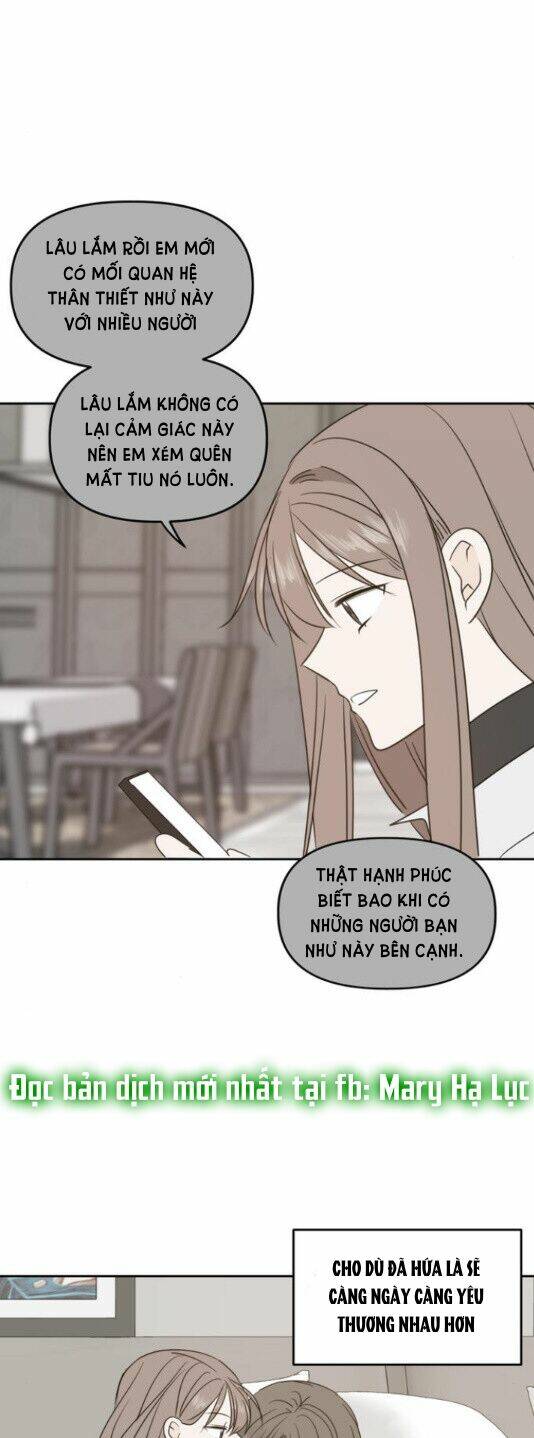 LÂU LẮM RỒI EM MỚI
CÓ MỐI QUAN HỆ
THÂN THIẾT NHƯ NÀY
VỚI NHIỀU NGƯỜI
LÂU LẮM KHÔNG CÓ
LẠI CẢM GIÁC NÀY
NÊN EM XÉM QUÊN
MẤT TIU NÓ LUÔN.
THẬT HẠNH PHÚC
BIẾT BAO KHI CÓ
NHỮNG NGƯỜI BẠN
NHƯ NÀY BÊN CẠNH.
Đọc bản dịch mới nhất tại fb: Mary Hạ Lục
CHO DÙ ĐÃ HỨA LÀ SẼ
CÀNG NGÀY CÀNG YÊU
THƯƠNG NHAU HƠN